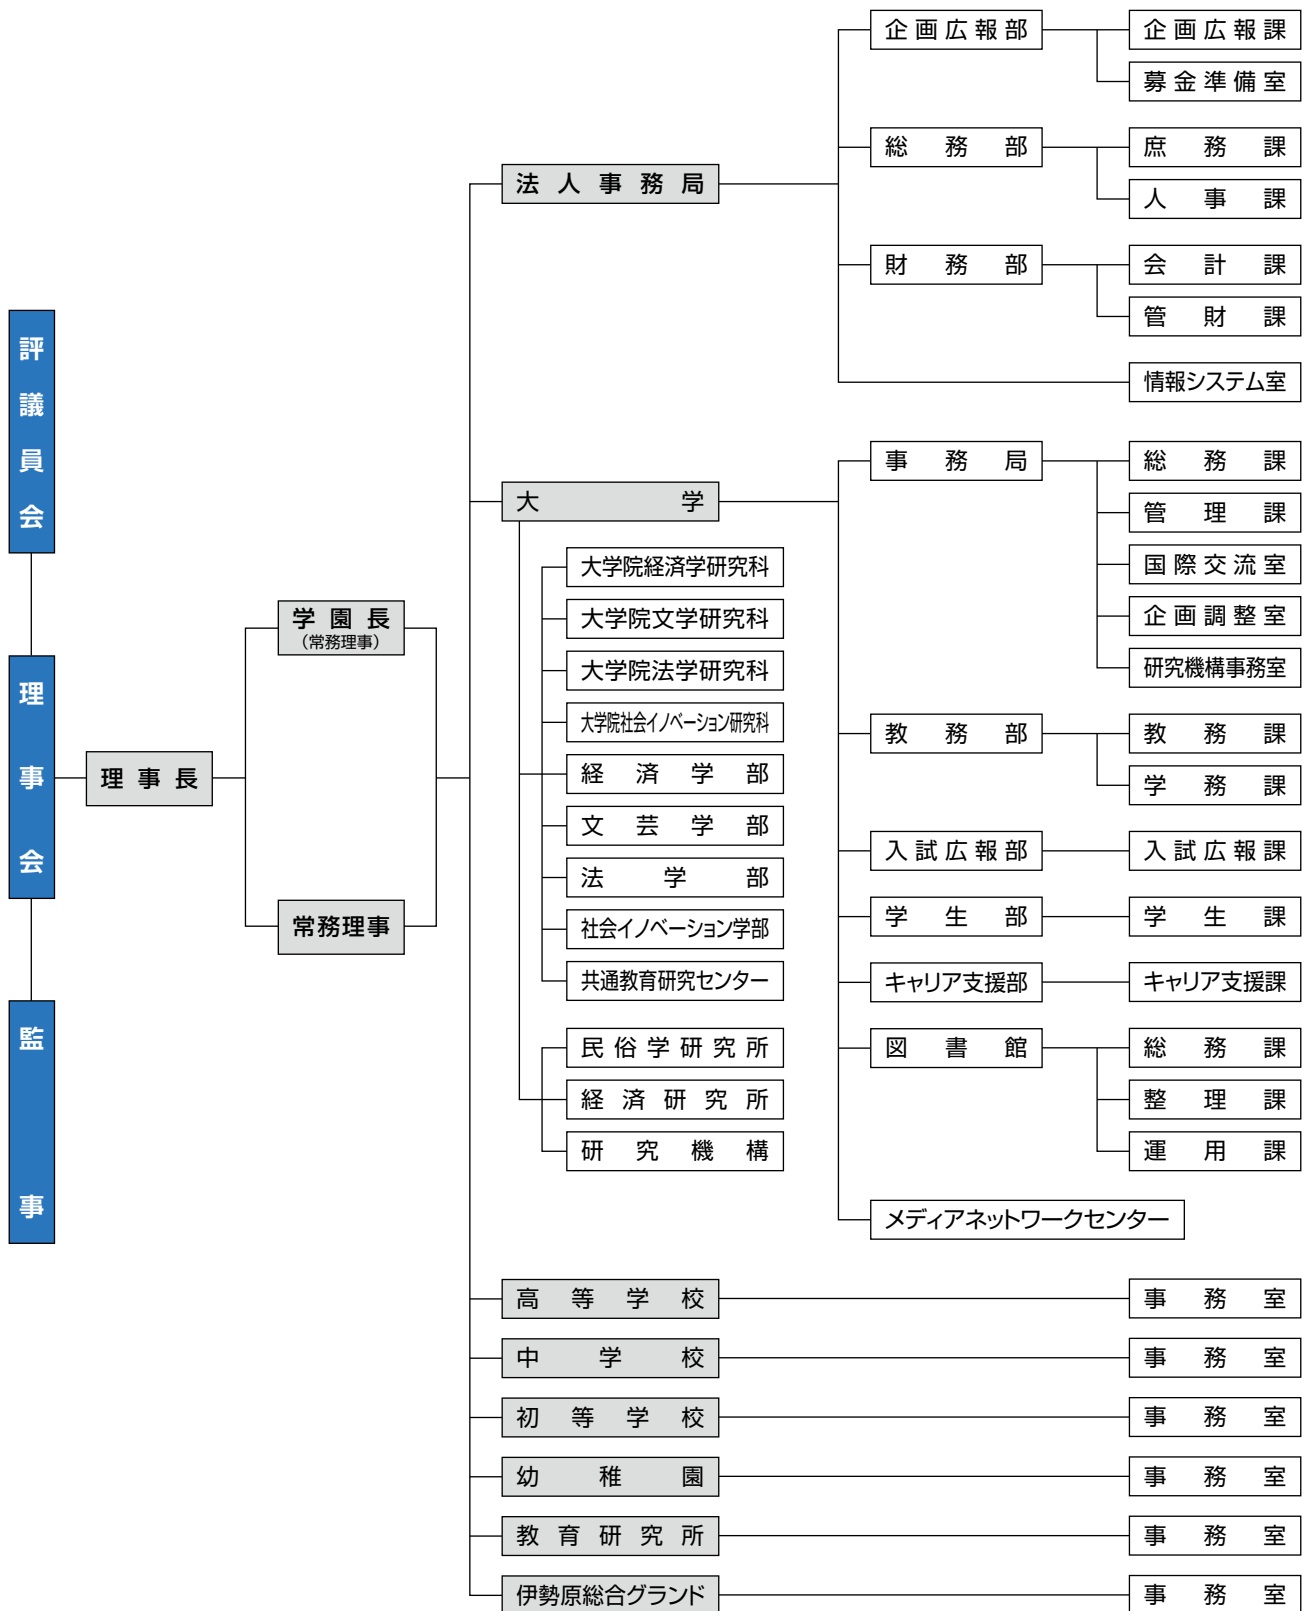 評議員会
理事会
監事
理事長
学園長
（常務理事）
常務理事
法人事務局
企画広報部
企画広報課
募金準備室
総務部
庶務課
人事課
財務部
会計課
管財課
情報システム室
大学
大学院経済学研究科
大学院文学研究科
大学院法学研究科
大学院社会イノベーション研究科
経済学部
文芸学部
法学部
社会イノベーション学部
共通教育研究センター
民俗学研究所
経済研究所
研究機構
事務局
総務課
管理課
国際交流室
企画調整室
研究機構事務室
教務部
教務課
学務課
入試広報部
入試広報課
学生部
学生課
キャリア支援部
キャリア支援課
図書館
総務課
整理課
運用課
メディアネットワークセンター
高等学校
事務室
中学校
事務室
初等学校
事務室
幼稚園
事務室
教育研究所
事務室
伊勢原総合グランド
事務室